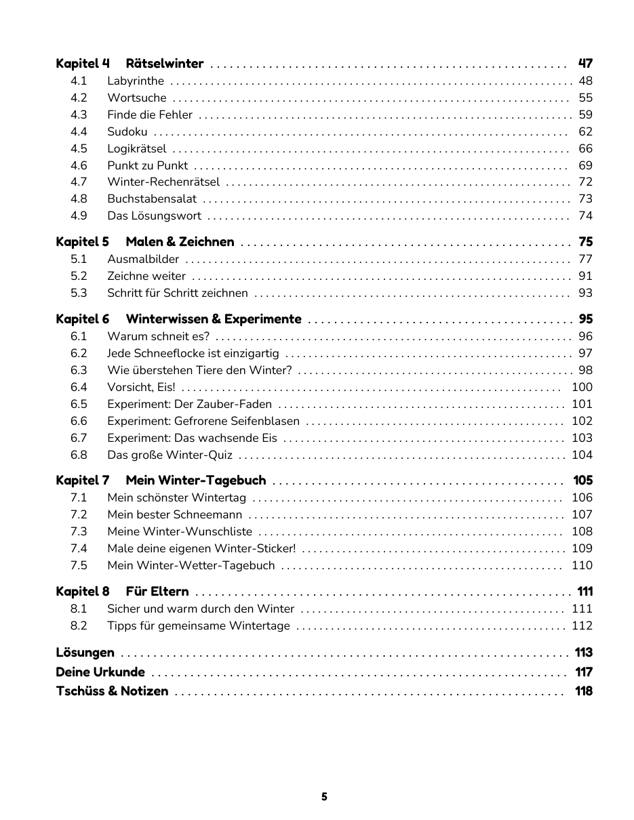 Kapitel 4 Rätselwinter 47
4.1 Labyrinthe 48
4.2 Wortsuche 55
4.3 Finde die Fehler 59
4.4 Sudoku 62
4.5 Logikrätsel 66
4.6 Punkt zu Punkt 69
4.7 Winter-Rechenrätsel 72
4.8 Buchstabensalat 73
4.9 Das Lösungswort 74
Kapitel 5 Malen & Zeichnen 75
5.1 Ausmalbilder 77
5.2 Zeichne weiter 91
5.3 Schritt für Schritt zeichnen 93
Kapitel 6 Winterwissen & Experimente 95
6.1 Warum schneit es? 96
6.2 Jede Schneeflocke ist einzigartig 97
6.3 Wie überstehen Tiere den Winter? 98
6.4 Vorsicht, Eis! 100
6.5 Experiment: Der Zauber-Faden 101
6.6 Experiment: Gefrorene Seifenblasen 102
6.7 Experiment: Das wachsende Eis 103
6.8 Das große Winter-Quiz 104
Kapitel 7 Mein Winter-Tagebuch 105
7.1 Mein schönster Wintertag 106
7.2 Mein bester Schneemann 107
7.3 Meine Winter-Wunschliste 108
7.4 Male deine eigenen Winter-Sticker! 109
7.5 Mein Winter-Wetter-Tagebuch 110
Kapitel 8 Für Eltern 111
8.1 Sicher und warm durch den Winter 111
8.2 Tipps für gemeinsame Wintertage 112
Lösungen 113
Deine Urkunde 117
Tschüss & Notizen 118
5